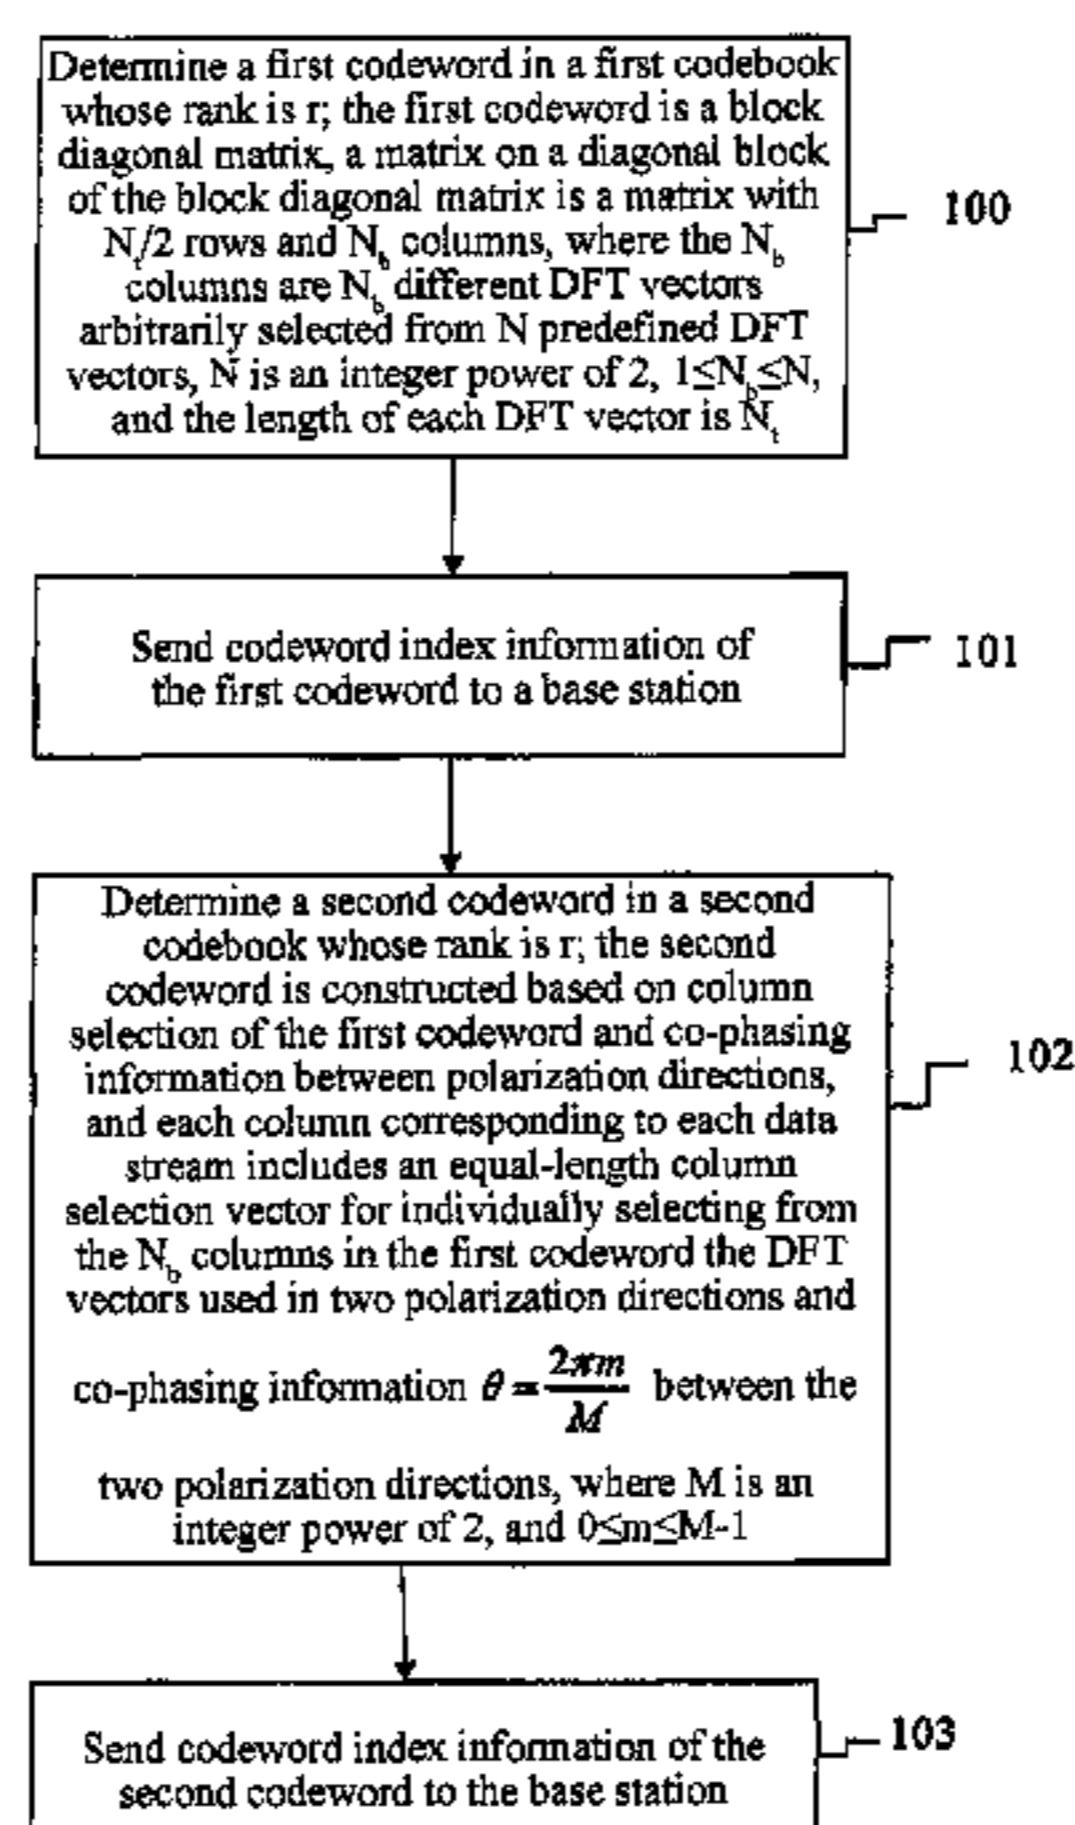 Determine a first codeword in a first codebook
whose rank is r; the first codeword is a block
diagonal matrix, a matrix on a diagonal block
of the block diagonal matrix is a matrix with
Nₜ/2 rows and N_b columns, where the N_b
columns are N_b different DFT vectors
arbitrarily selected from N predefined DFT
vectors, N is an integer power of 2, 1≤N_b≤N,
and the length of each DFT vector is Nₜ
100
Send codeword index information of
the first codeword to a base station
101
Determine a second codeword in a second
codebook whose rank is r; the second
codeword is constructed based on column
selection of the first codeword and co-phasing
information between polarization directions,
and each column corresponding to each data
stream includes an equal-length column
selection vector for individually selecting from
the N_b columns in the first codeword the DFT
vectors used in two polarization directions and
co-phasing information θ = 2πm/M between the
two polarization directions, where M is an
integer power of 2, and 0≤m≤M-1
102
Send codeword index information of the
second codeword to the base station
103